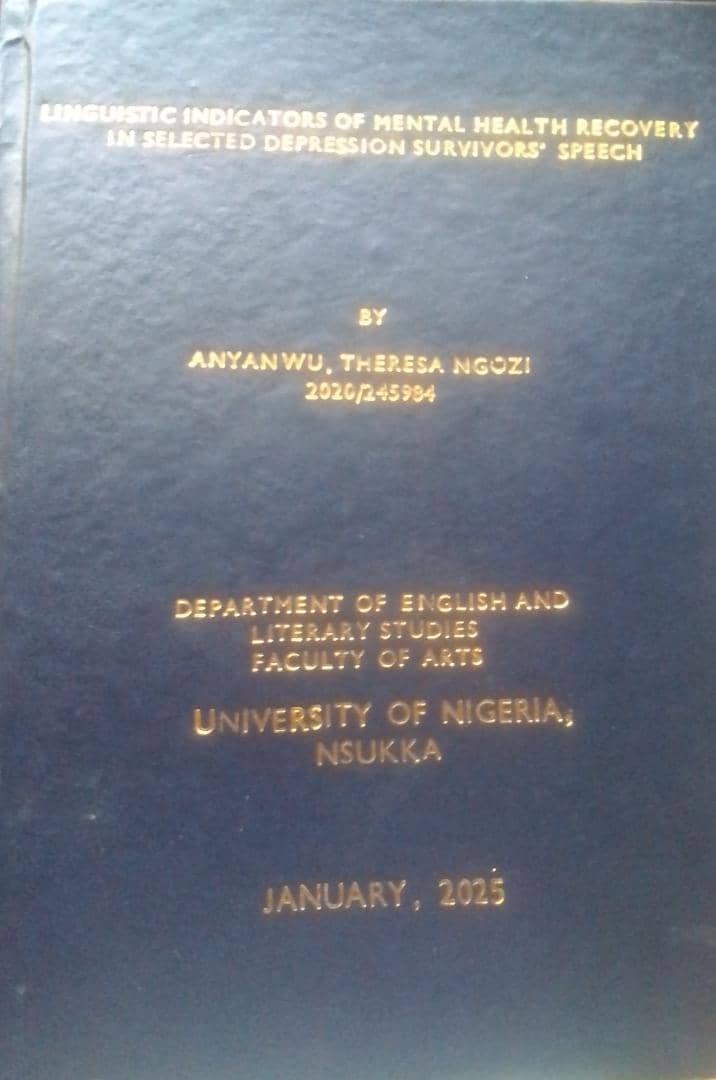 LINGUISTIC INDICATORS OF MENTAL HEALTH RECOVERY
IN SELECTED DEPRESSION SURVIVORS' SPEECH
BY
ANYANWU, THERESA NGOZI
2020/245984
DEPARTMENT OF ENGLISH AND
LITERARY STUDIES
FACULTY OF ARTS
UNIVERSITY OF NIGERIA,
NSUKKA
JANUARY, 2025